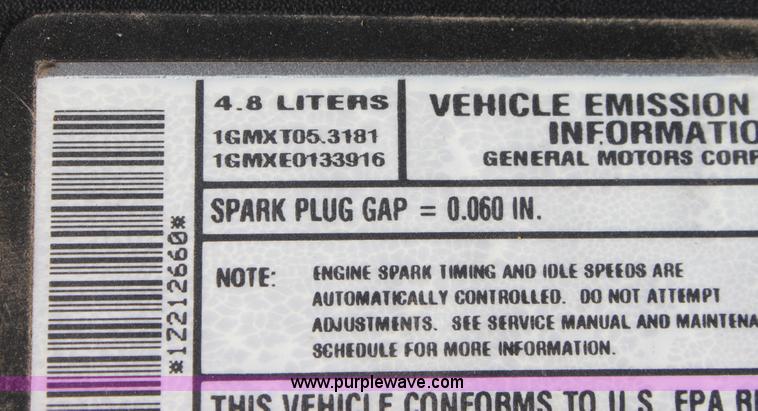 4.8 LITERS
1GMXT05.3181
1GMXE0133916
VEHICLE EMISSION
INFORMATIO
GENERAL MOTORS CORP
SPARK PLUG GAP = 0.060 IN.
NOTE: ENGINE SPARK TIMING AND IDLE SPEEDS ARE
AUTOMATICALLY CONTROLLED. DO NOT ATTEMPT
ADJUSTMENTS. SEE SERVICE MANUAL AND MAINTENA
SCHEDULE FOR MORE INFORMATION.
THIS VEHICLE CONFORMS TO U.S. EPA RE
*12212660*
www.purplewave.com